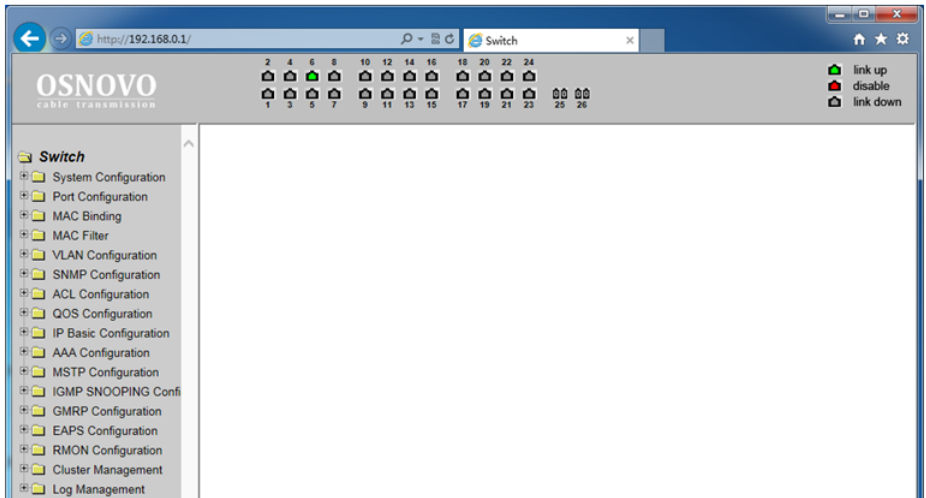 http://192.168.0.1/
Switch
OSNOVO
cable transmission
2 4 6 8 10 12 14 16 18 20 22 24
1 3 5 7 9 11 13 15 17 19 21 23 25 26
link up
disable
link down
Switch
System Configuration
Port Configuration
MAC Binding
MAC Filter
VLAN Configuration
SNMP Configuration
ACL Configuration
QOS Configuration
IP Basic Configuration
AAA Configuration
MSTP Configuration
IGMP SNOOPING Confi
GMRP Configuration
EAPS Configuration
RMON Configuration
Cluster Management
Log Management